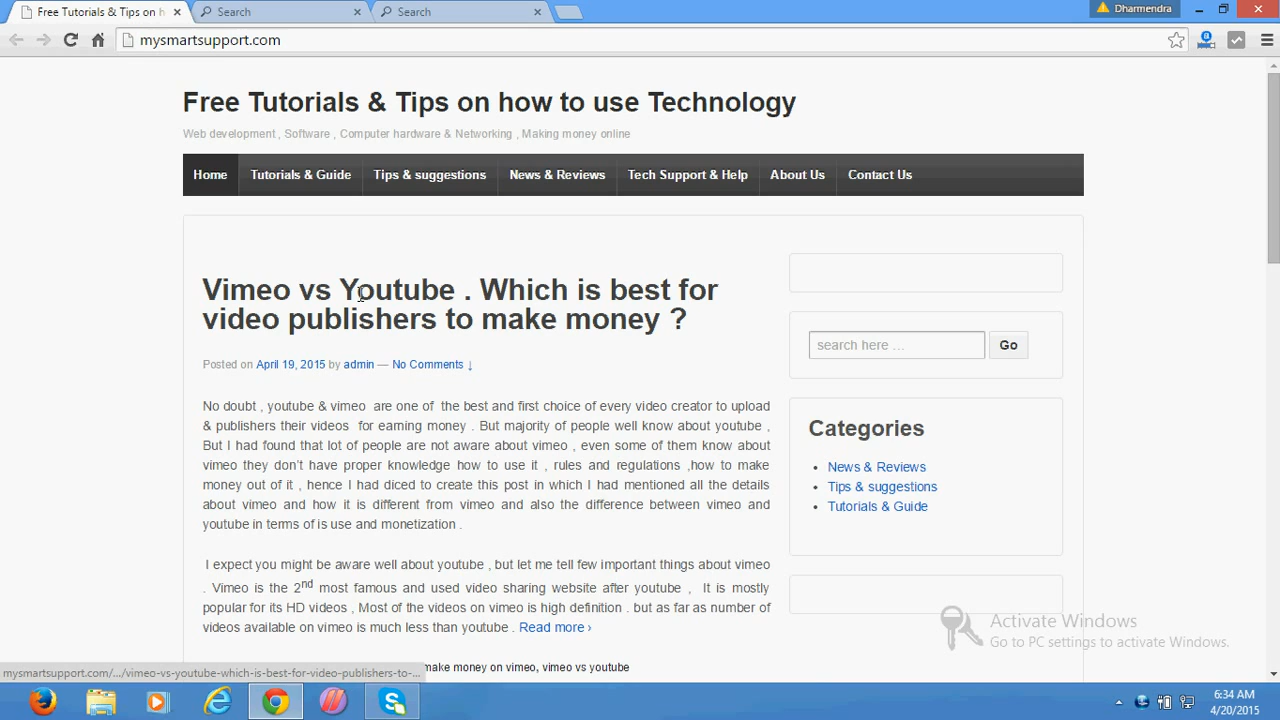 Free Tutorials & Tips on h
Search
Search
Dharmendra
mysmartsupport.com
Free Tutorials & Tips on how to use Technology
Web development , Software , Computer hardware & Networking , Making money online
Home
Tutorials & Guide
Tips & suggestions
News & Reviews
Tech Support & Help
About Us
Contact Us
Vimeo vs Youtube . Which is best for
video publishers to make money ?
Posted on April 19, 2015 by admin — No Comments ↓
No doubt , youtube & vimeo are one of the best and first choice of every video creator to upload
& publishers their videos for earning money . But majority of people well know about youtube ,
But I had found that lot of people are not aware about vimeo , even some of them know about
vimeo they don't have proper knowledge how to use it , rules and regulations ,how to make
money out of it , hence I had diced to create this post in which I had mentioned all the details
about vimeo and how it is different from vimeo and also the difference between vimeo and
youtube in terms of is use and monetization .
I expect you might be aware well about youtube , but let me tell few important things about vimeo
. Vimeo is the 2nd most famous and used video sharing website after youtube , It is mostly
popular for its HD videos , Most of the videos on vimeo is high definition . but as far as number of
videos available on vimeo is much less than youtube . Read more ›
make money on vimeo, vimeo vs youtube
search here ...
Go
Categories
News & Reviews
Tips & suggestions
Tutorials & Guide
Activate Windows
Go to PC settings to activate Windows.
mysmartsupport.com/.../vimeo-vs-youtube-which-is-best-for-video-publishers-to-...
6:34 AM
4/20/2015